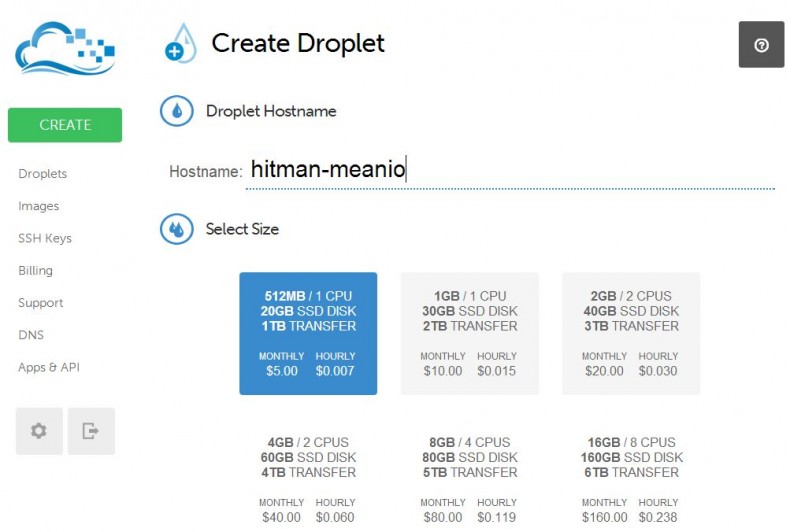 Create Droplet
CREATE
Droplets
Images
SSH Keys
Billing
Support
DNS
Apps & API
Droplet Hostname
Hostname: hitman-meanio
Select Size
512MB / 1 CPU
20GB SSD DISK
1TB TRANSFER
MONTHLY HOURLY
$5.00 $0.007
1GB / 1 CPU
30GB SSD DISK
2TB TRANSFER
MONTHLY HOURLY
$10.00 $0.015
2GB / 2 CPUS
40GB SSD DISK
3TB TRANSFER
MONTHLY HOURLY
$20.00 $0.030
4GB / 2 CPUS
60GB SSD DISK
4TB TRANSFER
MONTHLY HOURLY
$40.00 $0.060
8GB / 4 CPUS
80GB SSD DISK
5TB TRANSFER
MONTHLY HOURLY
$80.00 $0.119
16GB / 8 CPUS
160GB SSD DISK
6TB TRANSFER
MONTHLY HOURLY
$160.00 $0.238